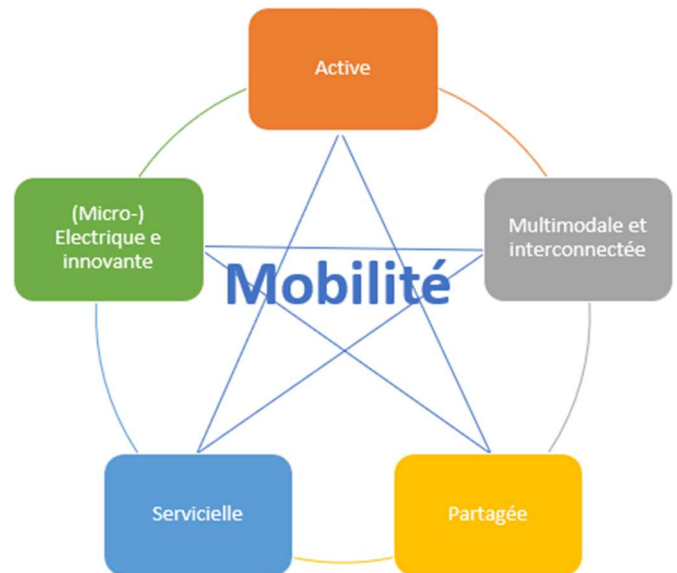 Active
(Micro-)
Electrique e
innovante
Multimodale et
interconnectée
Mobilité
Servicielle
Partagée